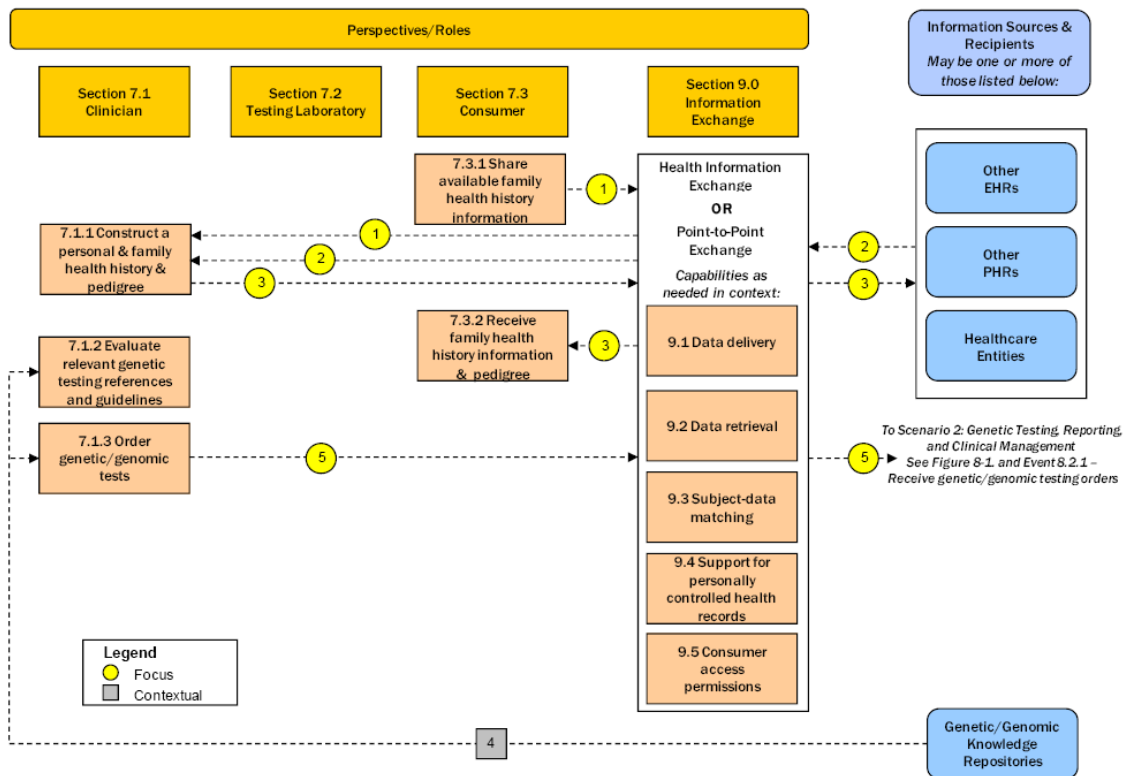 Perspectives/Roles
Information Sources &
Recipients
May be one or more of
those listed below:
Section 7.1
Clinician
Section 7.2
Testing Laboratory
Section 7.3
Consumer
Section 9.0
Information
Exchange
7.3.1 Share
available family
health history
information
1
Health Information
Exchange
OR
Point-to-Point
Exchange
Capabilities as
needed in context:
Other
EHRs
7.1.1 Construct a
personal & family
health history &
pedigree
1
2
3
2
3
Other
PHRs
7.3.2 Receive
family health
history information
& pedigree
3
9.1 Data delivery
Healthcare
Entities
7.1.2 Evaluate
relevant genetic
testing references
and guidelines
7.1.3 Order
genetic/genomic
tests
5
9.2 Data retrieval
5
To Scenario 2: Genetic Testing, Reporting,
and Clinical Management
See Figure 8-1. and Event 8.2.1 –
Receive genetic/genomic testing orders
9.3 Subject-data
matching
9.4 Support for
personally
controlled health
records
9.5 Consumer
access
permissions
Legend
Focus
Contextual
4
Genetic/Genomic
Knowledge
Repositories